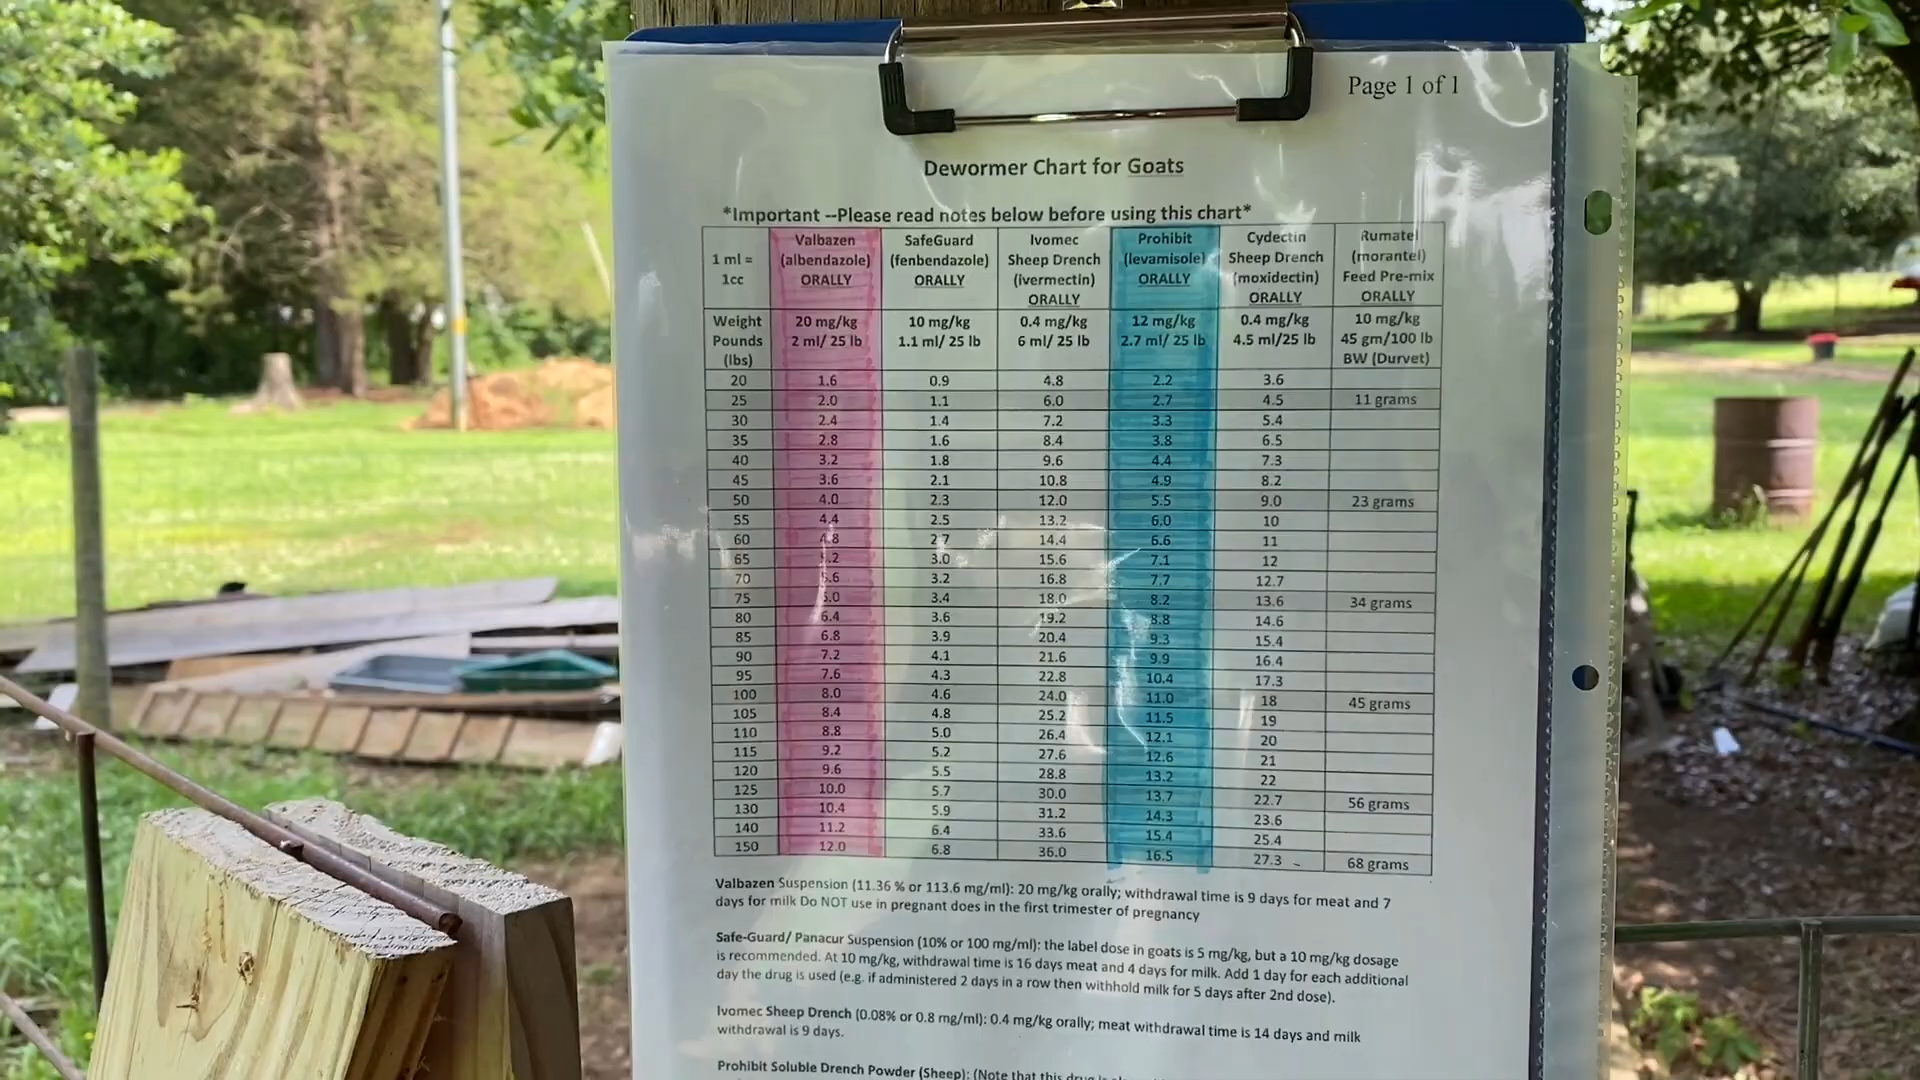 Page 1 of 1
Dewormer Chart for Goats
*Important --Please read notes below before using this chart*
1 ml = 1cc Valbazen (albendazole) ORALLY SafeGuard (fenbendazole) ORALLY Ivomec Sheep Drench (ivermectin) ORALLY Prohibit (levamisole) ORALLY Cydectin Sheep Drench (moxidectin) ORALLY Rumatel (morantel) Feed Pre-mix ORALLY
Weight Pounds (lbs) 20 mg/kg 2 ml/ 25 lb 10 mg/kg 1.1 ml/ 25 lb 0.4 mg/kg 6 ml/ 25 lb 12 mg/kg 2.7 ml/ 25 lb 0.4 mg/kg 4.5 ml/25 lb 10 mg/kg 45 gm/100 lb BW (Durvet)
20 1.6 0.9 4.8 2.2 3.6
25 2.0 1.1 6.0 2.7 4.5 11 grams
30 2.4 1.4 7.2 3.3 5.4
35 2.8 1.6 8.4 3.8 6.5
40 3.2 1.8 9.6 4.4 7.3
45 3.6 2.1 10.8 4.9 8.2
50 4.0 2.3 12.0 5.5 9.0 23 grams
55 4.4 2.5 13.2 6.0 10
60 4.8 2.7 14.4 6.6 11
65 3.0 15.6 7.1 12
70 3.2 16.8 7.7 12.7
75 3.4 18.0 8.2 13.6 34 grams
80 6.4 3.6 19.2 8.8 14.6
85 6.8 3.9 20.4 9.3 15.4
90 7.2 4.1 21.6 9.9 16.4
95 7.6 4.3 22.8 10.4 17.3
100 8.0 4.6 24.0 11.0 18 45 grams
105 8.4 4.8 25.2 11.5 19
110 8.8 5.0 26.4 12.1 20
115 9.2 5.2 27.6 12.6 21
120 9.6 5.5 28.8 13.2 22
125 10.0 5.7 30.0 13.7 22.7 56 grams
130 10.4 5.9 31.2 14.3 23.6
140 11.2 6.4 33.6 15.4 25.4
150 12.0 6.8 36.0 16.5 27.3 68 grams
Valbazen Suspension (11.36 % or 113.6 mg/ml): 20 mg/kg orally; withdrawal time is 9 days for meat and 7
days for milk Do NOT use in pregnant does in the first trimester of pregnancy
Safe-Guard/ Panacur Suspension (10% or 100 mg/ml): the label dose in goats is 5 mg/kg, but a 10 mg/kg dosage
is recommended. At 10 mg/kg, withdrawal time is 16 days meat and 4 days for milk. Add 1 day for each additional
day the drug is used (e.g. if administered 2 days in a row then withhold milk for 5 days after 2nd dose).
Ivomec Sheep Drench (0.08% or 0.8 mg/ml): 0.4 mg/kg orally; meat withdrawal time is 14 days and milk
withdrawal is 9 days.
Prohibit Soluble Drench Powder (Sheep): (Note that this drug is